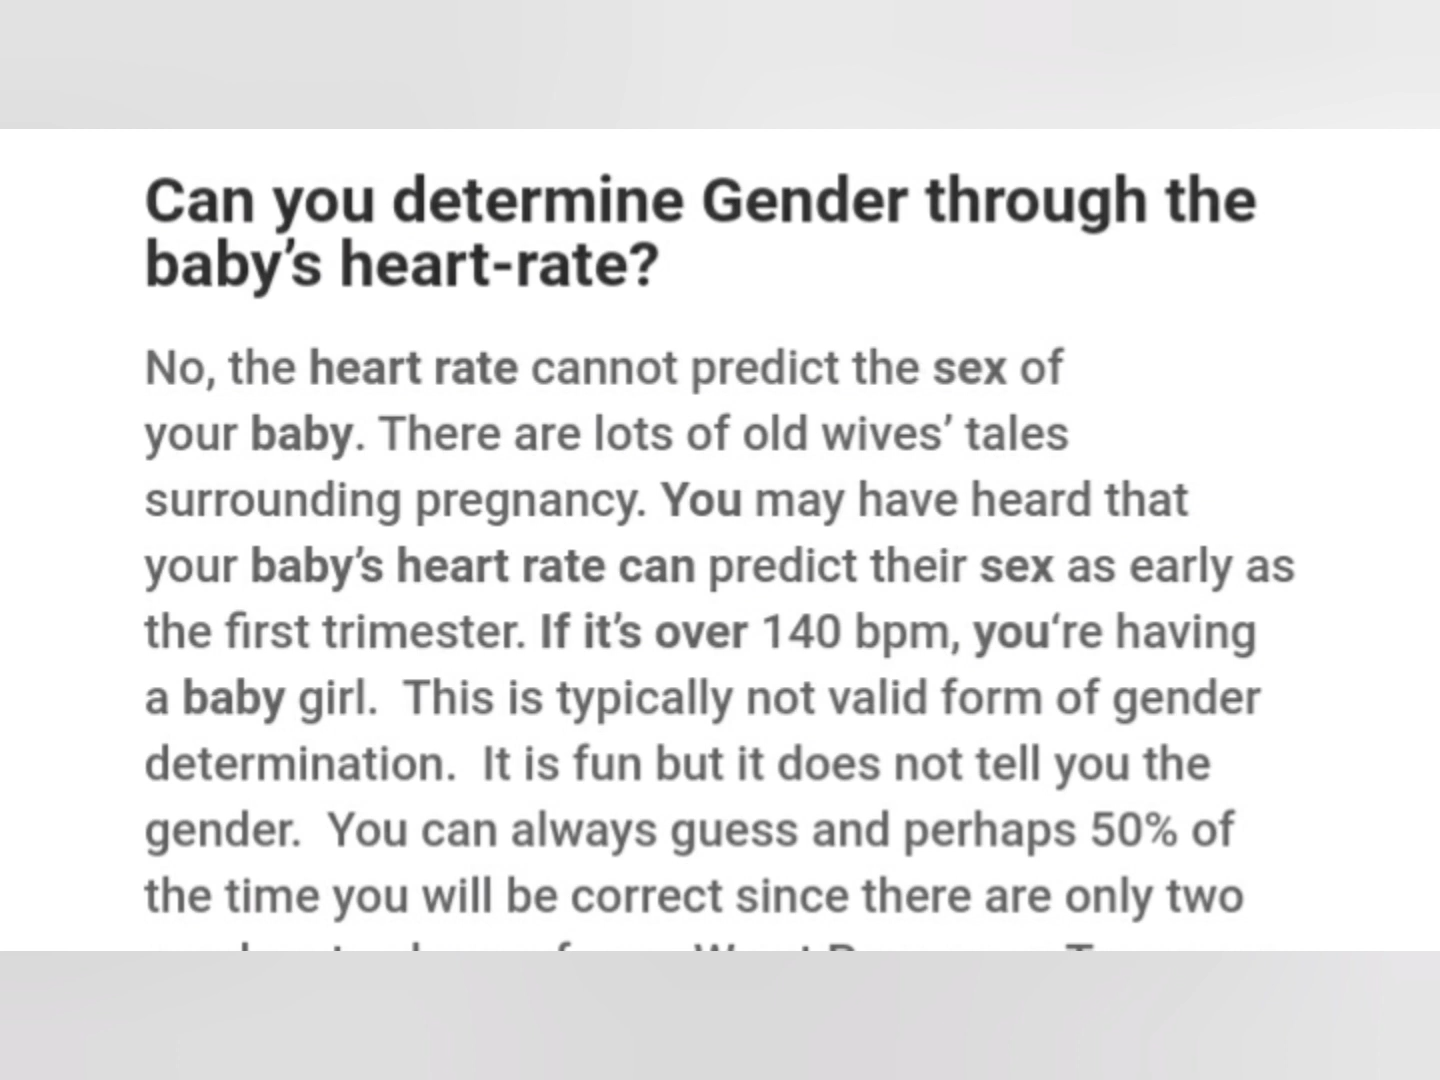 Can you determine Gender through the
baby’s heart-rate?
No, the heart rate cannot predict the sex of
your baby. There are lots of old wives’ tales
surrounding pregnancy. You may have heard that
your baby’s heart rate can predict their sex as early as
the first trimester. If it’s over 140 bpm, you‘re having
a baby girl.  This is typically not valid form of gender
determination.  It is fun but it does not tell you the
gender.  You can always guess and perhaps 50% of
the time you will be correct since there are only two